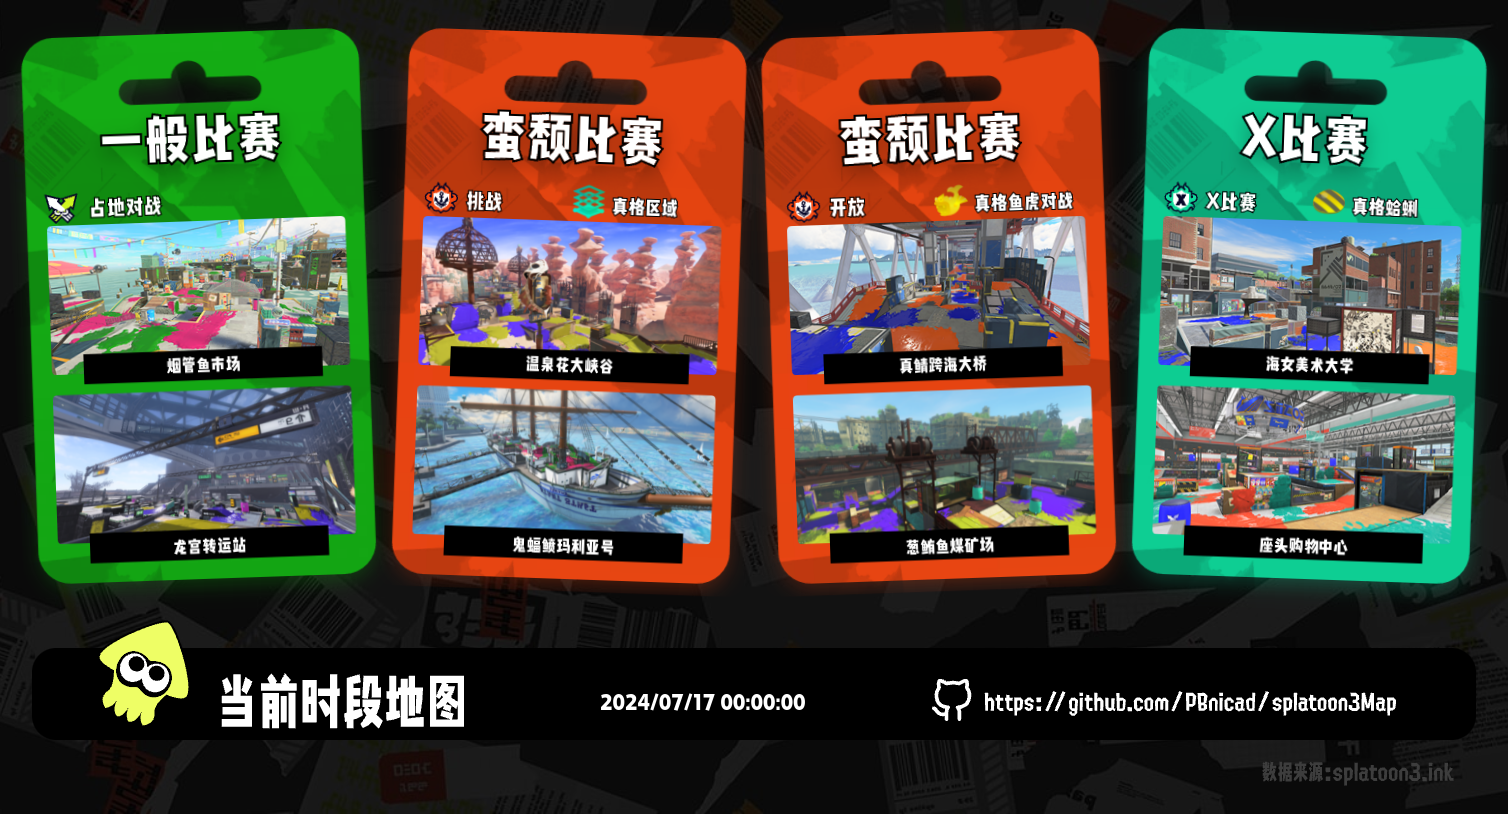 一般比赛
占地对战
烟管鱼市场
龙宫转运站
蛮颓比赛
挑战
真格区域
温泉花大峡谷
鬼蝠鲼玛利亚号
蛮颓比赛
开放
真格鱼虎对战
真鲷跨海大桥
葱鲔鱼煤矿场
X比赛
X比赛
真格蛤蜊
海女美术大学
座头购物中心
当前时段地图
2024/07/17 00:00:00
https://github.com/PBnicad/splatoon3Map
数据来源:splatoon3.ink